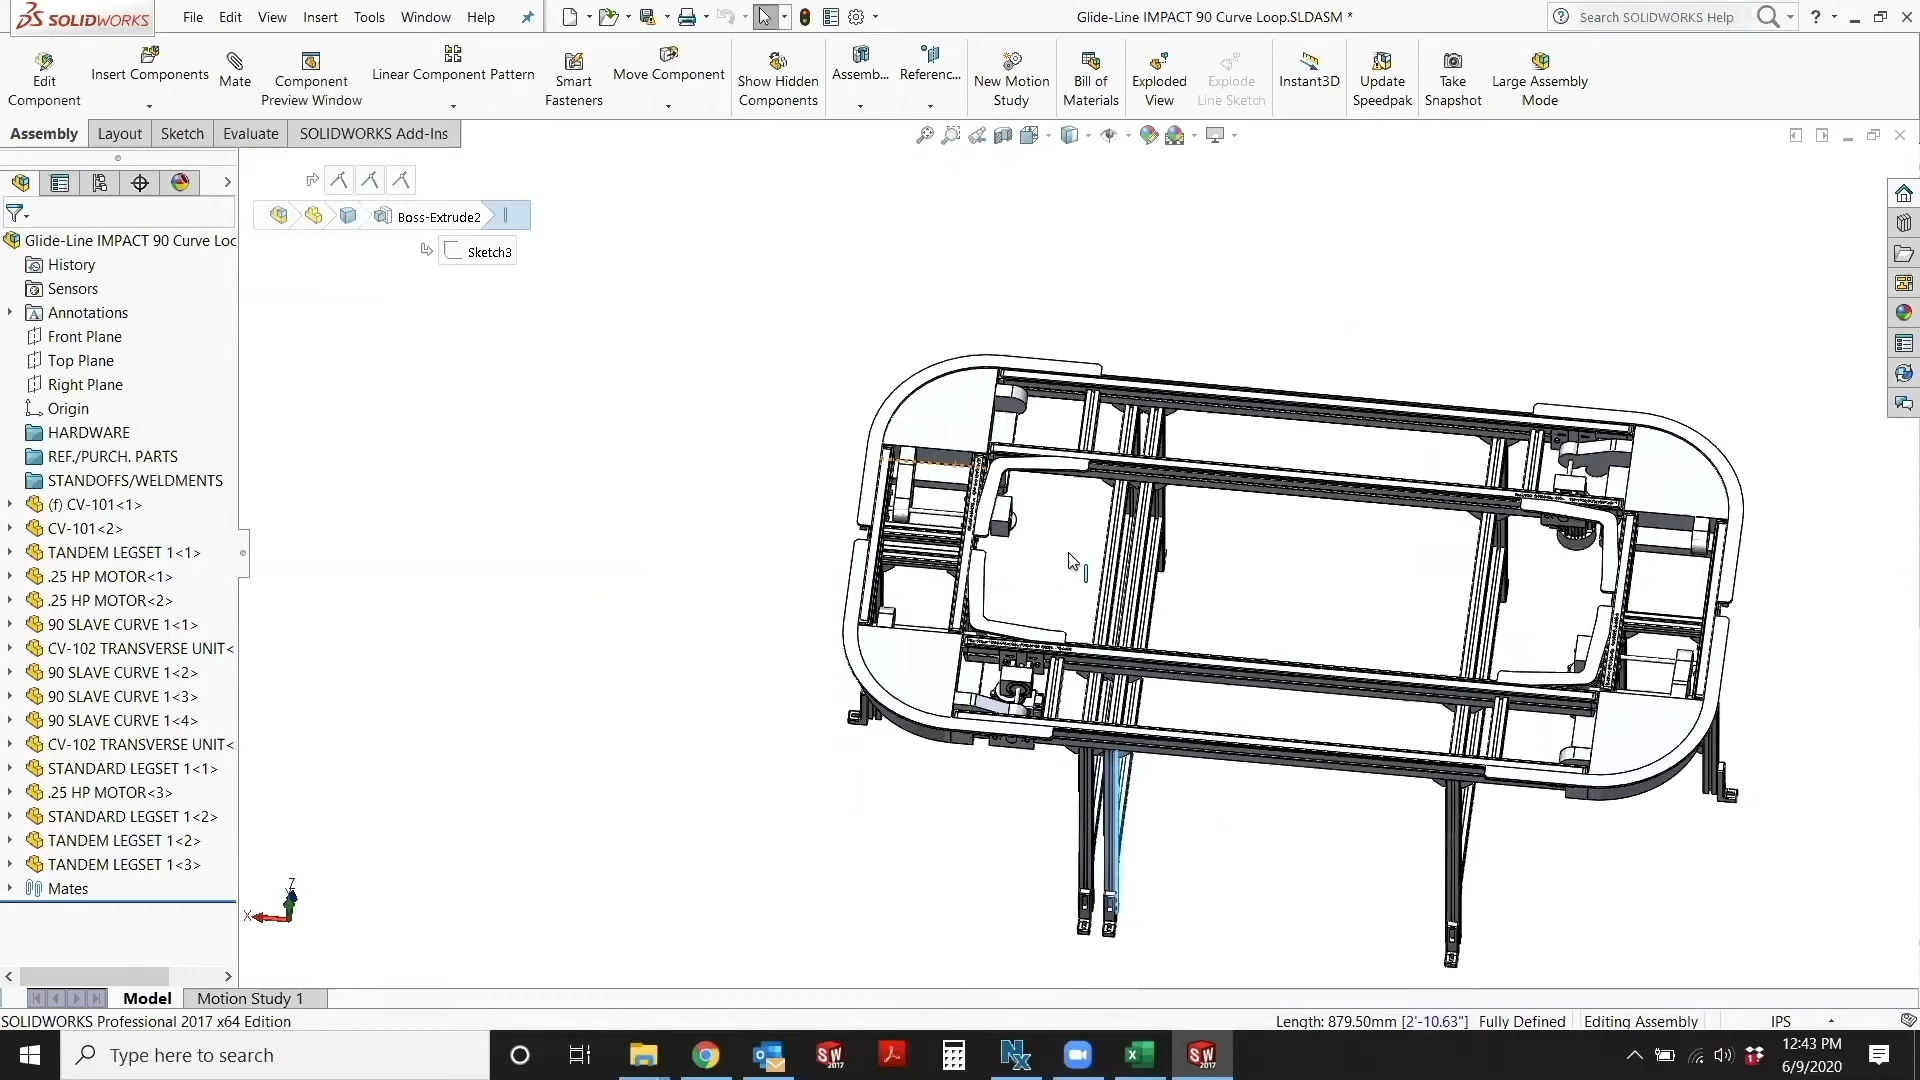 SOLIDWORKS
File Edit View Insert Tools Window Help
Glide-Line IMPACT 90 Curve Loop.SLDASM *
Search SOLIDWORKS Help
Edit Component
Insert Components
Mate
Component Preview Window
Linear Component Pattern
Smart Fasteners
Move Component
Show Hidden Components
Assemb...
Referenc...
New Motion Study
Bill of Materials
Exploded View
Explode Line Sketch
Instant3D
Update Speedpak
Take Snapshot
Large Assembly Mode
Assembly Layout Sketch Evaluate SOLIDWORKS Add-Ins
Boss-Extrude2
Sketch3
Glide-Line IMPACT 90 Curve Loc
History
Sensors
Annotations
Front Plane
Top Plane
Right Plane
Origin
HARDWARE
REF./PURCH. PARTS
STANDOFFS/WELDMENTS
(f) CV-101<1>
CV-101<2>
TANDEM LEGSET 1<1>
.25 HP MOTOR<1>
.25 HP MOTOR<2>
90 SLAVE CURVE 1<1>
CV-102 TRANSVERSE UNIT<
90 SLAVE CURVE 1<2>
90 SLAVE CURVE 1<3>
90 SLAVE CURVE 1<4>
CV-102 TRANSVERSE UNIT<
STANDARD LEGSET 1<1>
.25 HP MOTOR<3>
STANDARD LEGSET 1<2>
TANDEM LEGSET 1<2>
TANDEM LEGSET 1<3>
Mates
Z
X
Model Motion Study 1
SOLIDWORKS Professional 2017 x64 Edition
Length: 879.50mm [2'-10.63"] Fully Defined Editing Assembly IPS
Type here to search
SW 2017
SW 2017
12:43 PM
6/9/2020